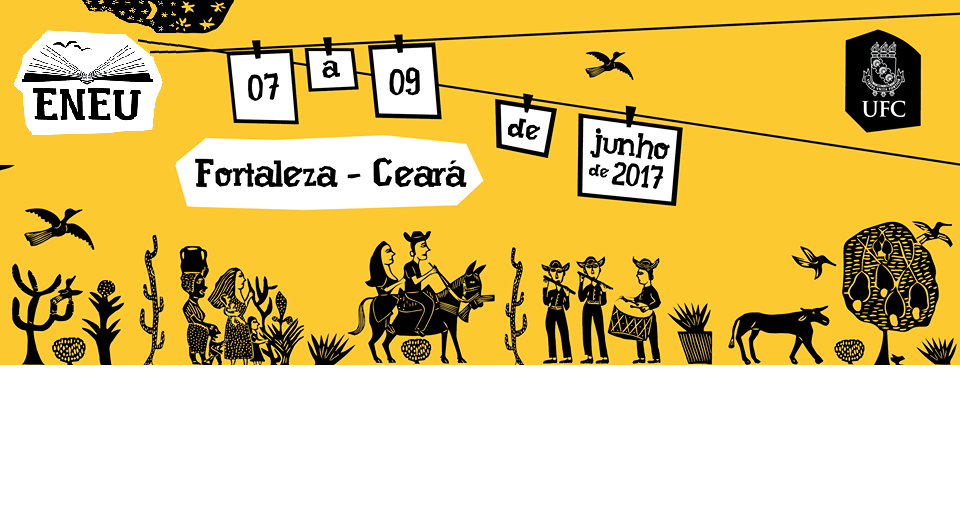 ENEU
07 a 09
de
junho
de 2017
UFC
Fortaleza - Ceará